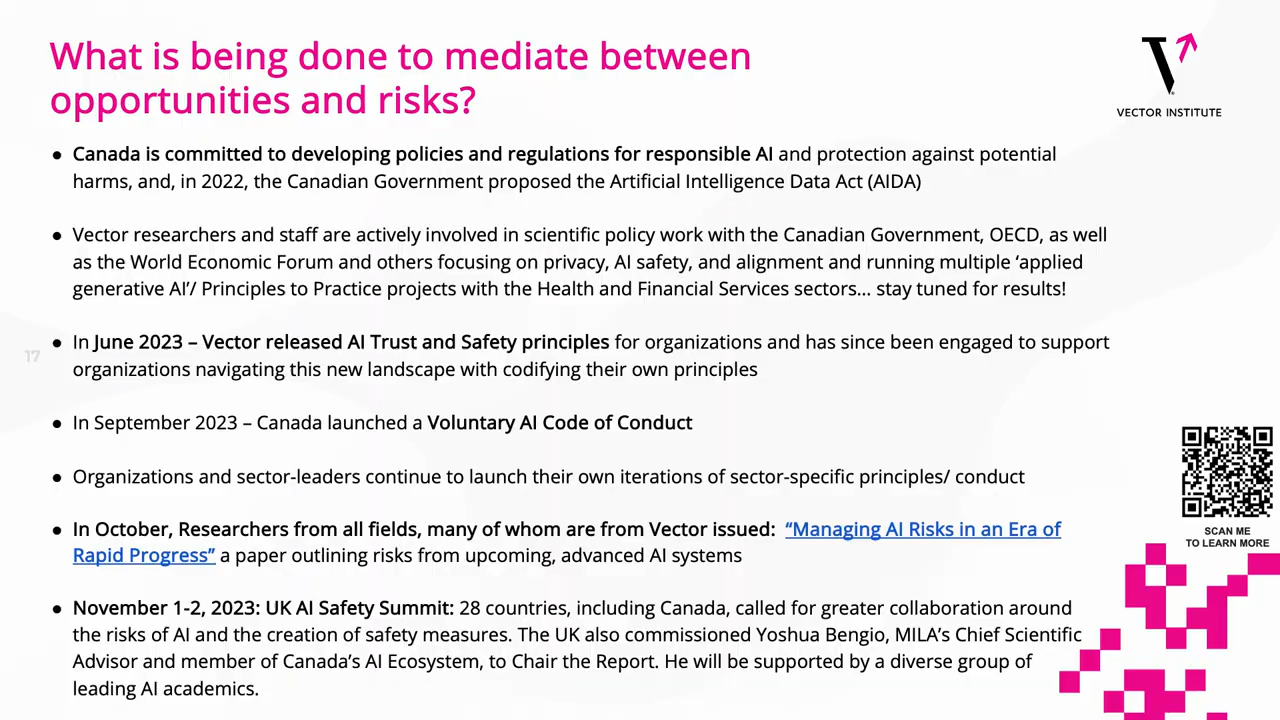 What is being done to mediate between
opportunities and risks?
VECTOR INSTITUTE
● Canada is committed to developing policies and regulations for responsible AI and protection against potential
harms, and, in 2022, the Canadian Government proposed the Artificial Intelligence Data Act (AIDA)
● Vector researchers and staff are actively involved in scientific policy work with the Canadian Government, OECD, as well
as the World Economic Forum and others focusing on privacy, AI safety, and alignment and running multiple ‘applied
generative AI’/ Principles to Practice projects with the Health and Financial Services sectors… stay tuned for results!
17
● In June 2023 – Vector released AI Trust and Safety principles for organizations and has since been engaged to support
organizations navigating this new landscape with codifying their own principles
● In September 2023 – Canada launched a Voluntary AI Code of Conduct
● Organizations and sector-leaders continue to launch their own iterations of sector-specific principles/ conduct
● In October, Researchers from all fields, many of whom are from Vector issued: “Managing AI Risks in an Era of
Rapid Progress” a paper outlining risks from upcoming, advanced AI systems
SCAN ME
TO LEARN MORE
● November 1-2, 2023: UK AI Safety Summit: 28 countries, including Canada, called for greater collaboration around
the risks of AI and the creation of safety measures. The UK also commissioned Yoshua Bengio, MILA’s Chief Scientific
Advisor and member of Canada’s AI Ecosystem, to Chair the Report. He will be supported by a diverse group of
leading AI academics.